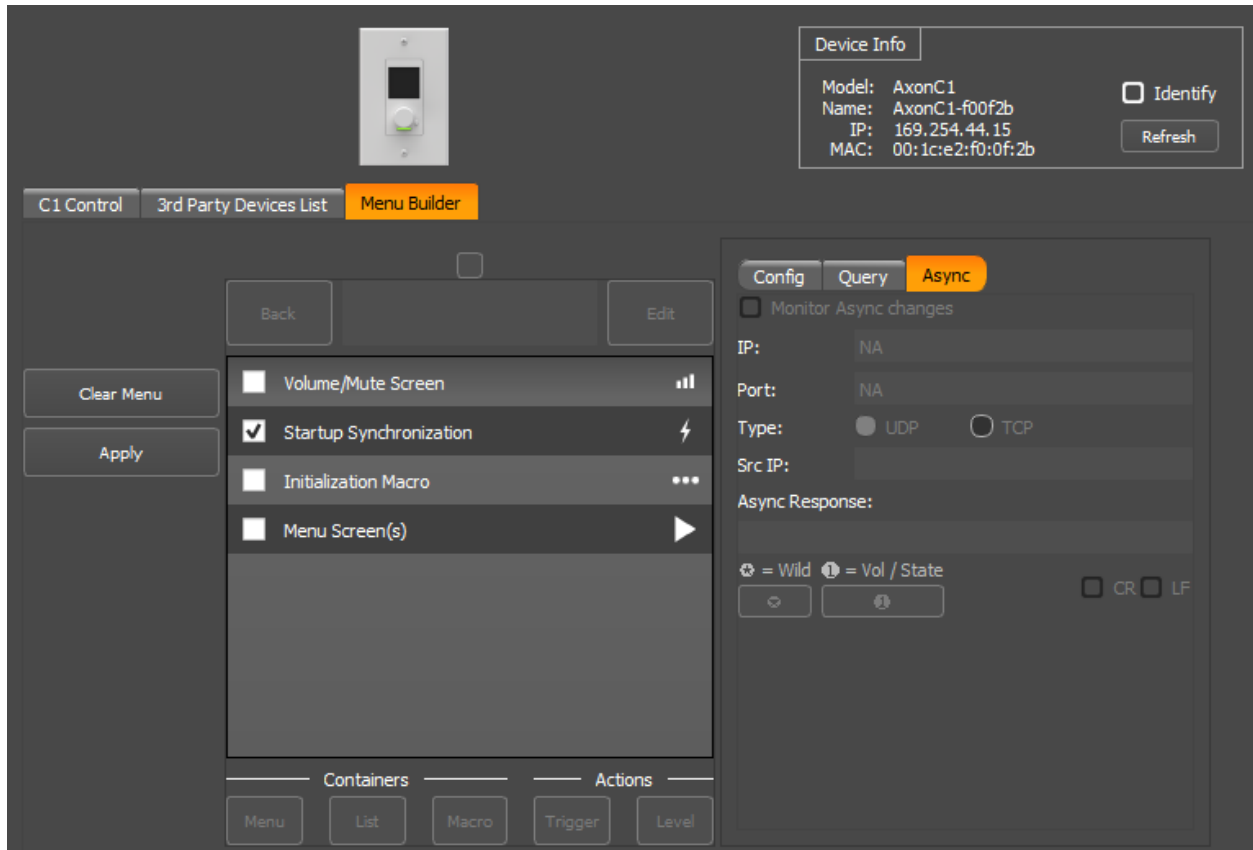 Device Info
Model: AxonC1
Name: AxonC1-f00f2b
IP: 169.254.44.15
MAC: 00:1c:e2:f0:0f:2b
Identify
Refresh
C1 Control 3rd Party Devices List Menu Builder
Back Edit
Clear Menu
Apply
Volume/Mute Screen
Startup Synchronization
Initialization Macro
Menu Screen(s)
Containers Actions
Menu List Macro Trigger Level
Config Query Async
Monitor Async changes
IP: NA
Port: NA
Type: UDP TCP
Src IP:
Async Response:
= Wild 1 = Vol / State
1
CR LF